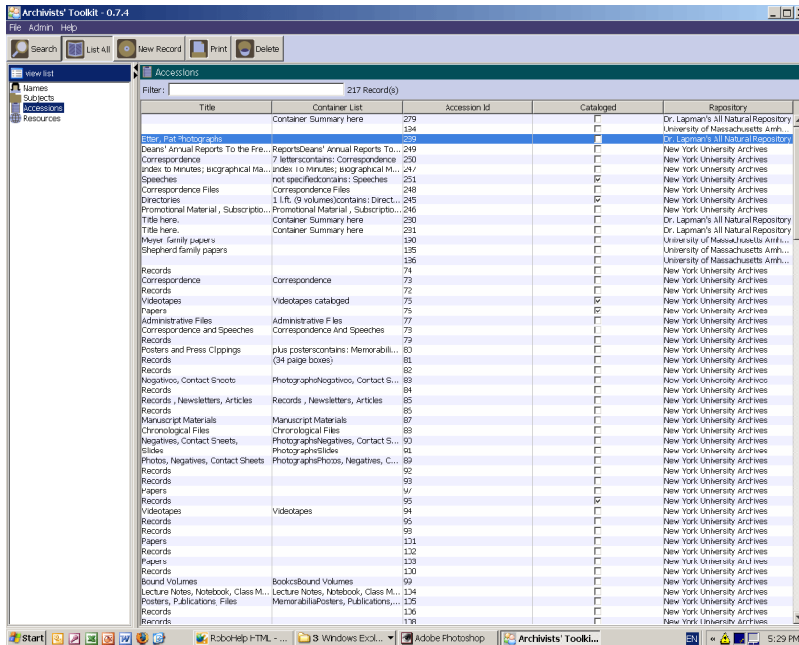 Archivists' Toolkit - 0.7.4
File Admin Help
Search List All New Record Print Delete
view list
Names
Subjects
Accessions
Resources
Accessions
Filter: 217 Record(s)
Title Container List Accession Id Cataloged Repository
Container Summary here 279 Dr. Lapman's All Natural Repository
134 University of Massachusetts Amh...
Etter, Pat Photographs 239 Dr. Lapman's All Natural Repository
Deans' Annual Reports To the Fre... ReportsDeans' Annual Reports To... 249 New York University Archives
Correspondence 7 letterscontains: Correspondence 250 New York University Archives
Index to Minutes; Biographical Ma... Index To Minutes; Biographical M... 247 New York University Archives
Speeches not specifiedcontains: Speeches 251 New York University Archives
Correspondence Files Correspondence Files 248 New York University Archives
Directories 1 l.ft. (9 volumes)contains: Direct... 245 New York University Archives
Promotional Material , Subscriptio... Promotional Material , Subscriptio... 246 New York University Archives
Title here. Container Summary here 230 Dr. Lapman's All Natural Repository
Title here. Container Summary here 231 Dr. Lapman's All Natural Repository
Meyer family papers 130 University of Massachusetts Amh...
Shepherd family papers 135 University of Massachusetts Amh...
136 University of Massachusetts Amh...
Records 74 New York University Archives
Correspondence Correspondence 73 New York University Archives
Records 72 New York University Archives
Videotapes Videotapes cataloged 75 New York University Archives
Papers 76 New York University Archives
Administrative Files Administrative Files 77 New York University Archives
Correspondence and Speeches Correspondence And Speeches 78 New York University Archives
Records 79 New York University Archives
Posters and Press Clippings plus posterscontains: Memorabili... 80 New York University Archives
Records (34 paige boxes) 81 New York University Archives
Records 82 New York University Archives
Negatives, Contact Sheets PhotographsNegatives, Contact S... 83 New York University Archives
Records 84 New York University Archives
Records , Newsletters, Articles Records , Newsletters, Articles 85 New York University Archives
Records New York University Archives
Manuscript Materials Manuscript Materials 87 New York University Archives
Chronological Files Chronological Files New York University Archives
Negatives, Contact Sheets, PhotographsNegatives, Contact S... 90 New York University Archives
Slides PhotographsSlides 91 New York University Archives
Photos, Negatives, Contact Sheets PhotographsPhotos, Negatives, C... 89 New York University Archives
Records 92 New York University Archives
Records 93 New York University Archives
Papers 97 New York University Archives
Records 95 New York University Archives
Videotapes Videotapes 94 New York University Archives
Records New York University Archives
Records 98 New York University Archives
Papers 101 New York University Archives
Records 102 New York University Archives
Papers 103 New York University Archives
Records 100 New York University Archives
Bound Volumes BooksBound Volumes 99 New York University Archives
Lecture Notes, Notebook, Class M... Lecture Notes, Notebook, Class M... 104 New York University Archives
Posters, Publications, Files MemorabiliaPosters, Publications,... 105 New York University Archives
Records 106 New York University Archives
Records 108 New York University Archives
Start RoboHelp HTML - ... 3 Windows Expl... Adobe Photoshop Archivists' Toolki... EN 5:29 PM